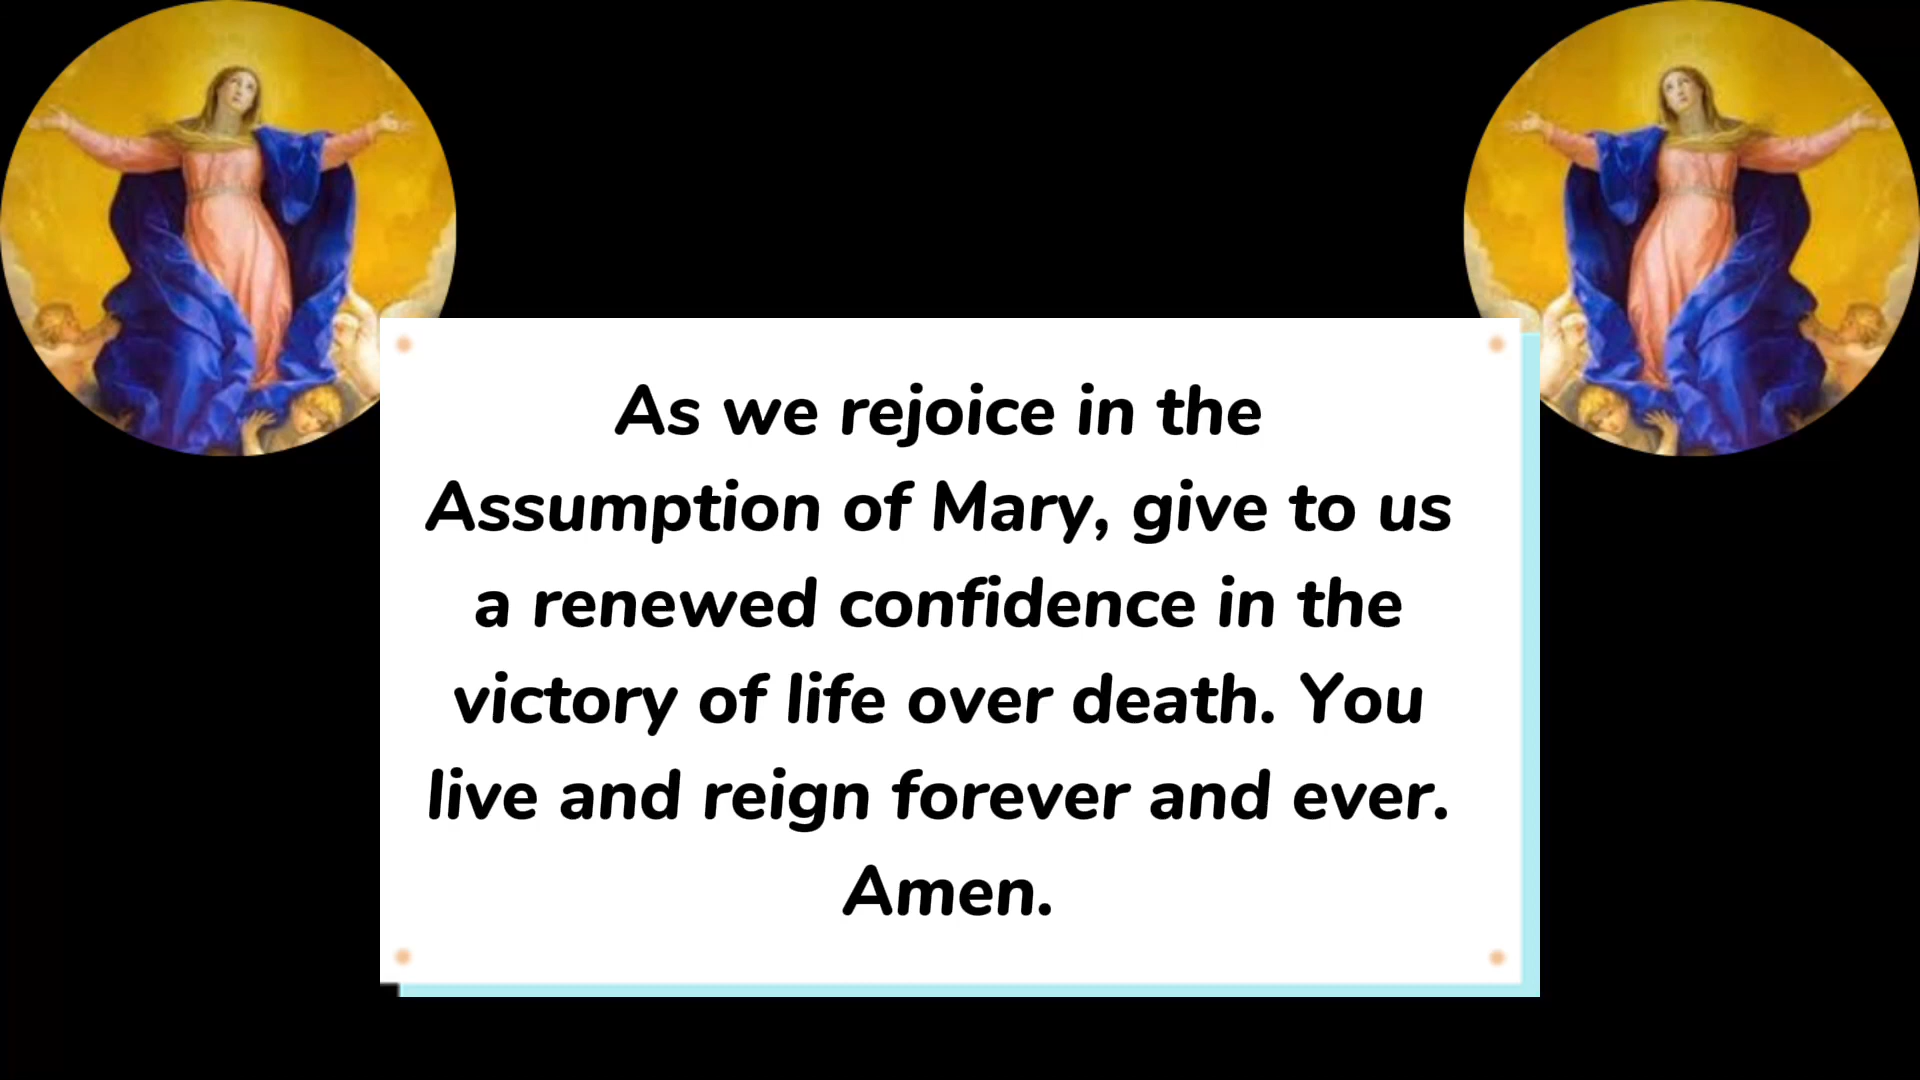 As we rejoice in the
Assumption of Mary, give to us
a renewed confidence in the
victory of life over death. You
live and reign forever and ever.
Amen.